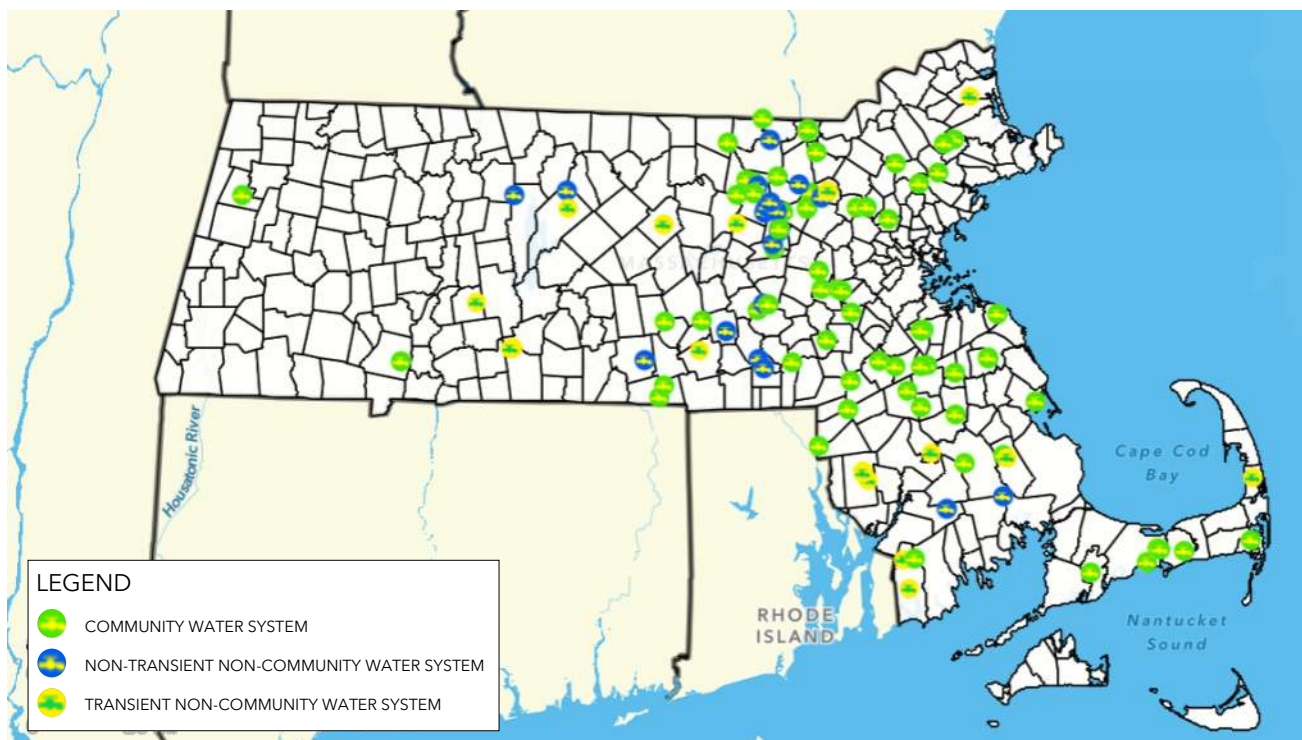 MASSACHUSETTS
Housatonic River
Cape Cod
Bay
RHODE
ISLAND
Nantucket
Sound
LEGEND
COMMUNITY WATER SYSTEM
NON-TRANSIENT NON-COMMUNITY WATER SYSTEM
TRANSIENT NON-COMMUNITY WATER SYSTEM